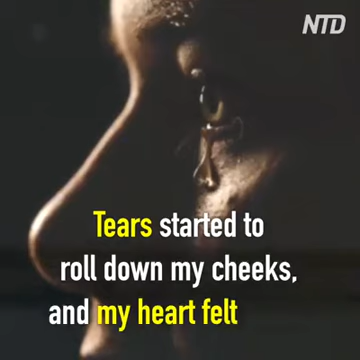 NTD
Tears started to
roll down my cheeks,
and my heart felt